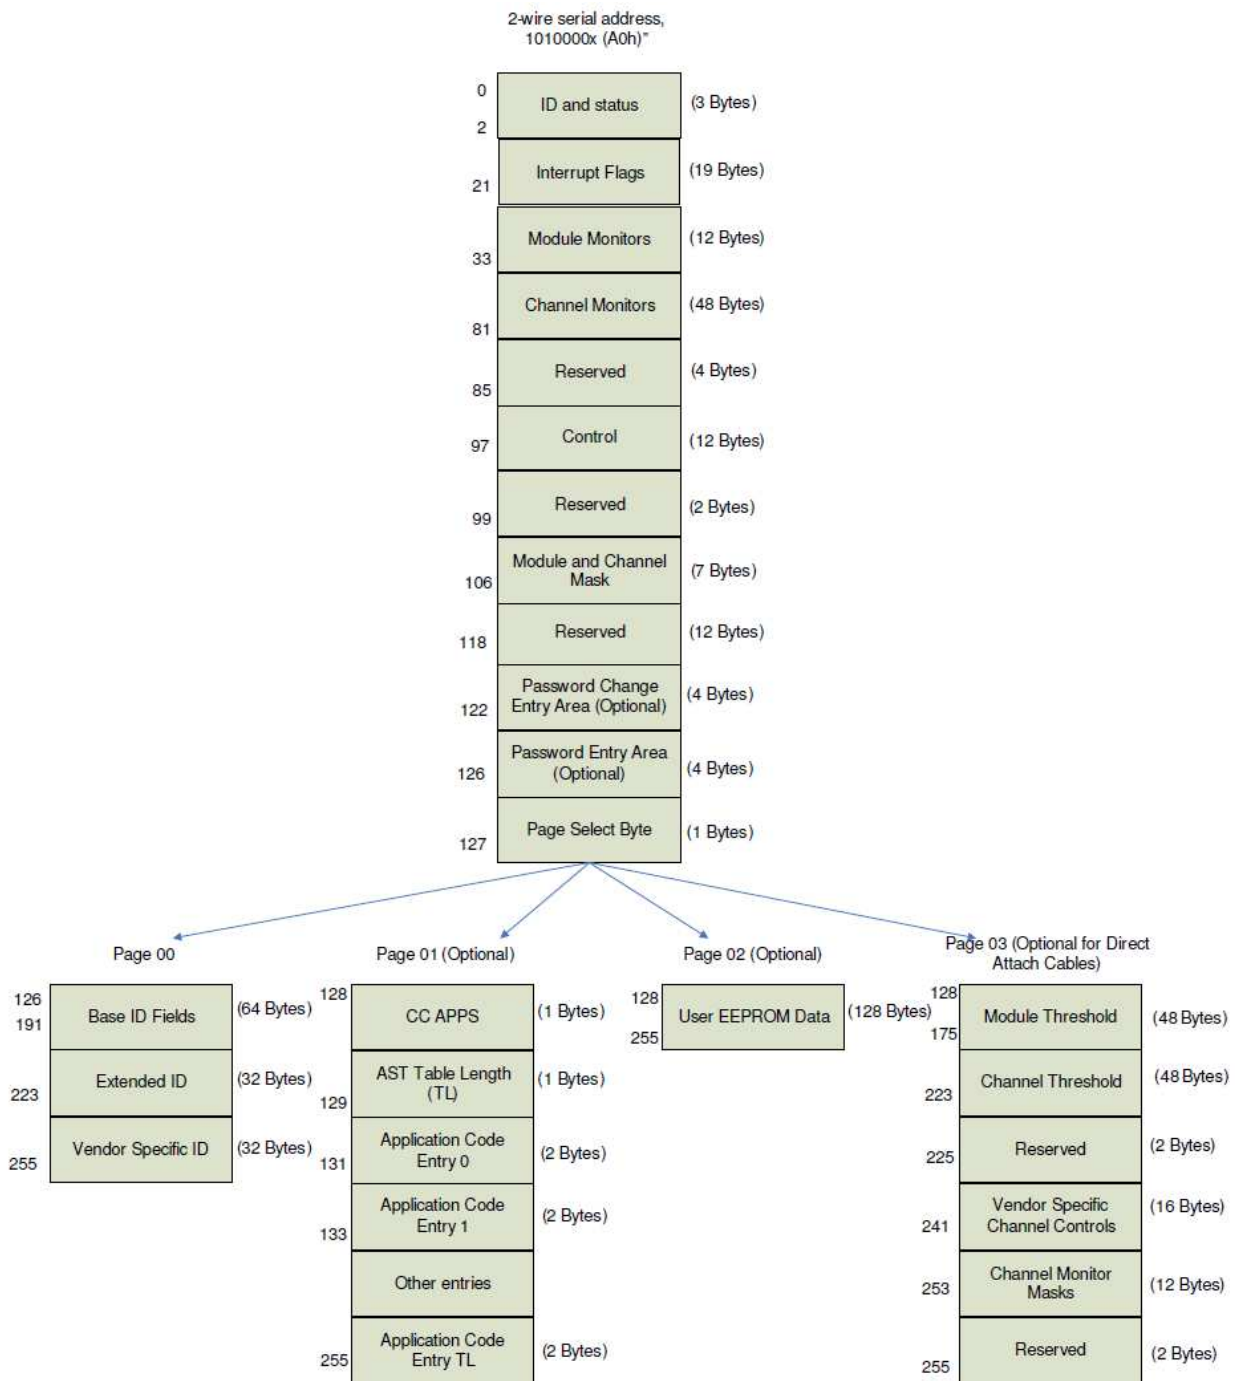 2-wire serial address,
1010000x (A0h)"
0
ID and status
(3 Bytes)
2
Interrupt Flags
(19 Bytes)
21
Module Monitors
(12 Bytes)
33
Channel Monitors
(48 Bytes)
81
Reserved
(4 Bytes)
85
Control
(12 Bytes)
97
Reserved
(2 Bytes)
99
Module and Channel
Mask
(7 Bytes)
106
Reserved
(12 Bytes)
118
Password Change
Entry Area (Optional)
(4 Bytes)
122
Password Entry Area
(Optional)
(4 Bytes)
126
Page Select Byte
(1 Bytes)
127
Page 00
126
191
Base ID Fields
(64 Bytes)
Extended ID
(32 Bytes)
223
Vendor Specific ID
(32 Bytes)
255
Page 01 (Optional)
128
CC APPS
(1 Bytes)
AST Table Length
(TL)
(1 Bytes)
129
Application Code
Entry 0
(2 Bytes)
131
Application Code
Entry 1
(2 Bytes)
133
Other entries
Application Code
Entry TL
(2 Bytes)
255
Page 02 (Optional)
128
User EEPROM Data
(128 Bytes)
255
Page 03 (Optional for Direct
Attach Cables)
128
Module Threshold
(48 Bytes)
175
Channel Threshold
(48 Bytes)
223
Reserved
(2 Bytes)
225
Vendor Specific
Channel Controls
(16 Bytes)
241
Channel Monitor
Masks
(12 Bytes)
253
Reserved
(2 Bytes)
255